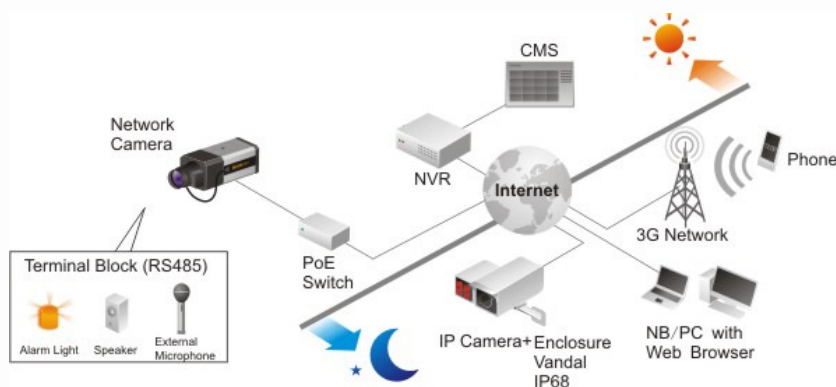 CMS
Network
Camera
NVR
Internet
Phone
3G Network
PoE
Switch
Terminal Block (RS485)
Alarm Light
Speaker
External
Microphone
IP Camera+ Enclosure
Vandal
IP68
NB/PC with
Web Browser